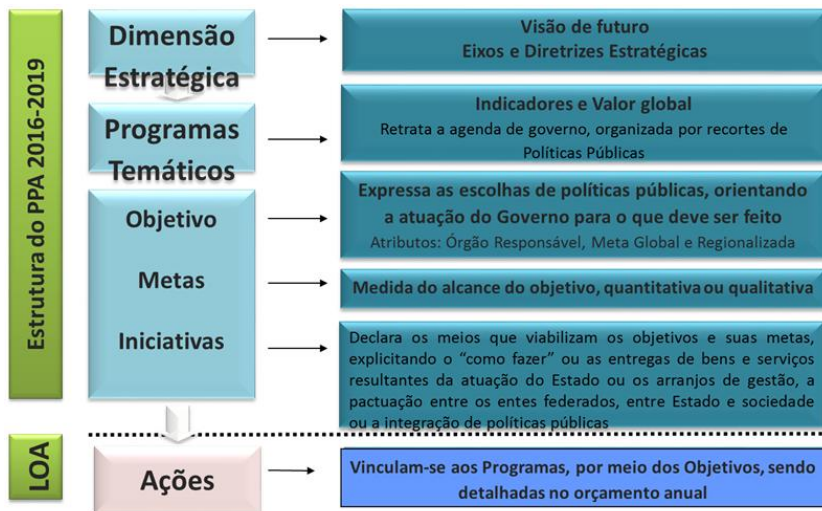 Estrutura do PPA 2016-2019
Dimensão
Estratégica
Visão de futuro
Eixos e Diretrizes Estratégicas
Programas
Temáticos
Indicadores e Valor global
Retrata a agenda de governo, organizada por recortes de
Políticas Públicas
Objetivo
Expressa as escolhas de políticas públicas, orientando
a atuação do Governo para o que deve ser feito
Atributos: Órgão Responsável, Meta Global e Regionalizada
Metas
Medida do alcance do objetivo, quantitativa ou qualitativa
Iniciativas
Declara os meios que viabilizam os objetivos e suas metas,
explicitando o “como fazer” ou as entregas de bens e serviços
resultantes da atuação do Estado ou os arranjos de gestão, a
pactuação entre os entes federados, entre Estado e sociedade
ou a integração de políticas públicas
LOA
Ações
Vinculam-se aos Programas, por meio dos Objetivos, sendo
detalhadas no orçamento anual